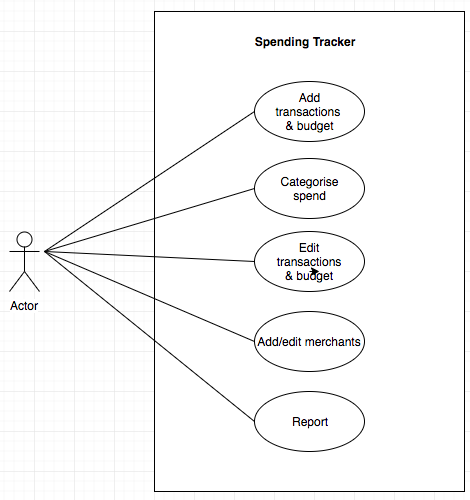 Spending Tracker
Add
transactions
& budget
Categorise
spend
Edit
transactions
& budget
Actor
Add/edit merchants
Report